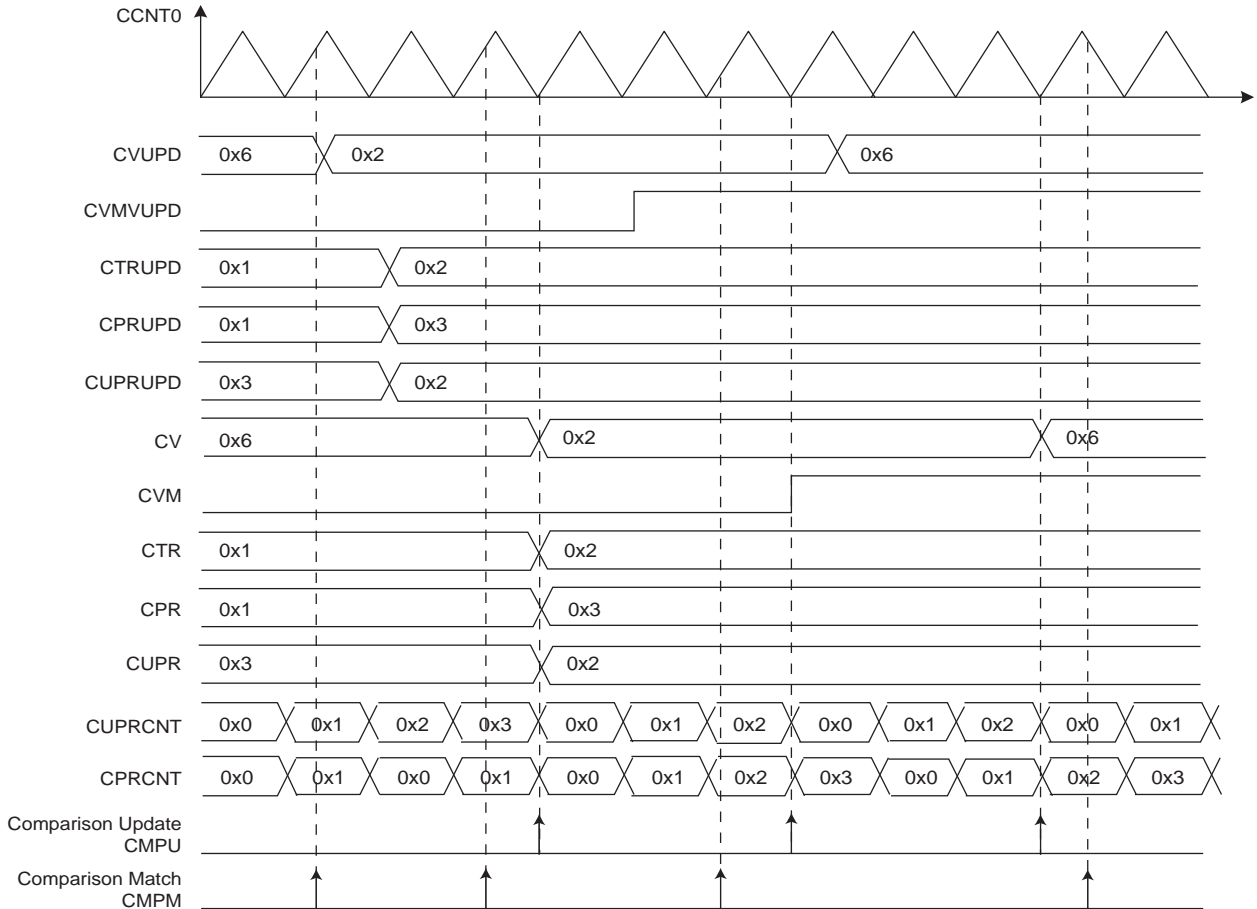 CCNT0
CVUPD 0x6 0x2 0x6
CVMVUPD
CTRUPD 0x1 0x2
CPRUPD 0x1 0x3
CUPRUPD 0x3 0x2
CV 0x6 0x2 0x6
CVM
CTR 0x1 0x2
CPR 0x1 0x3
CUPR 0x3 0x2
CUPRCNT 0x0 0x1 0x2 0x3 0x0 0x1 0x2 0x0 0x1 0x2 0x0 0x1
CPRCNT 0x0 0x1 0x0 0x1 0x0 0x1 0x2 0x3 0x0 0x1 0x2 0x3
Comparison Update
CMPU
Comparison Match
CMPM